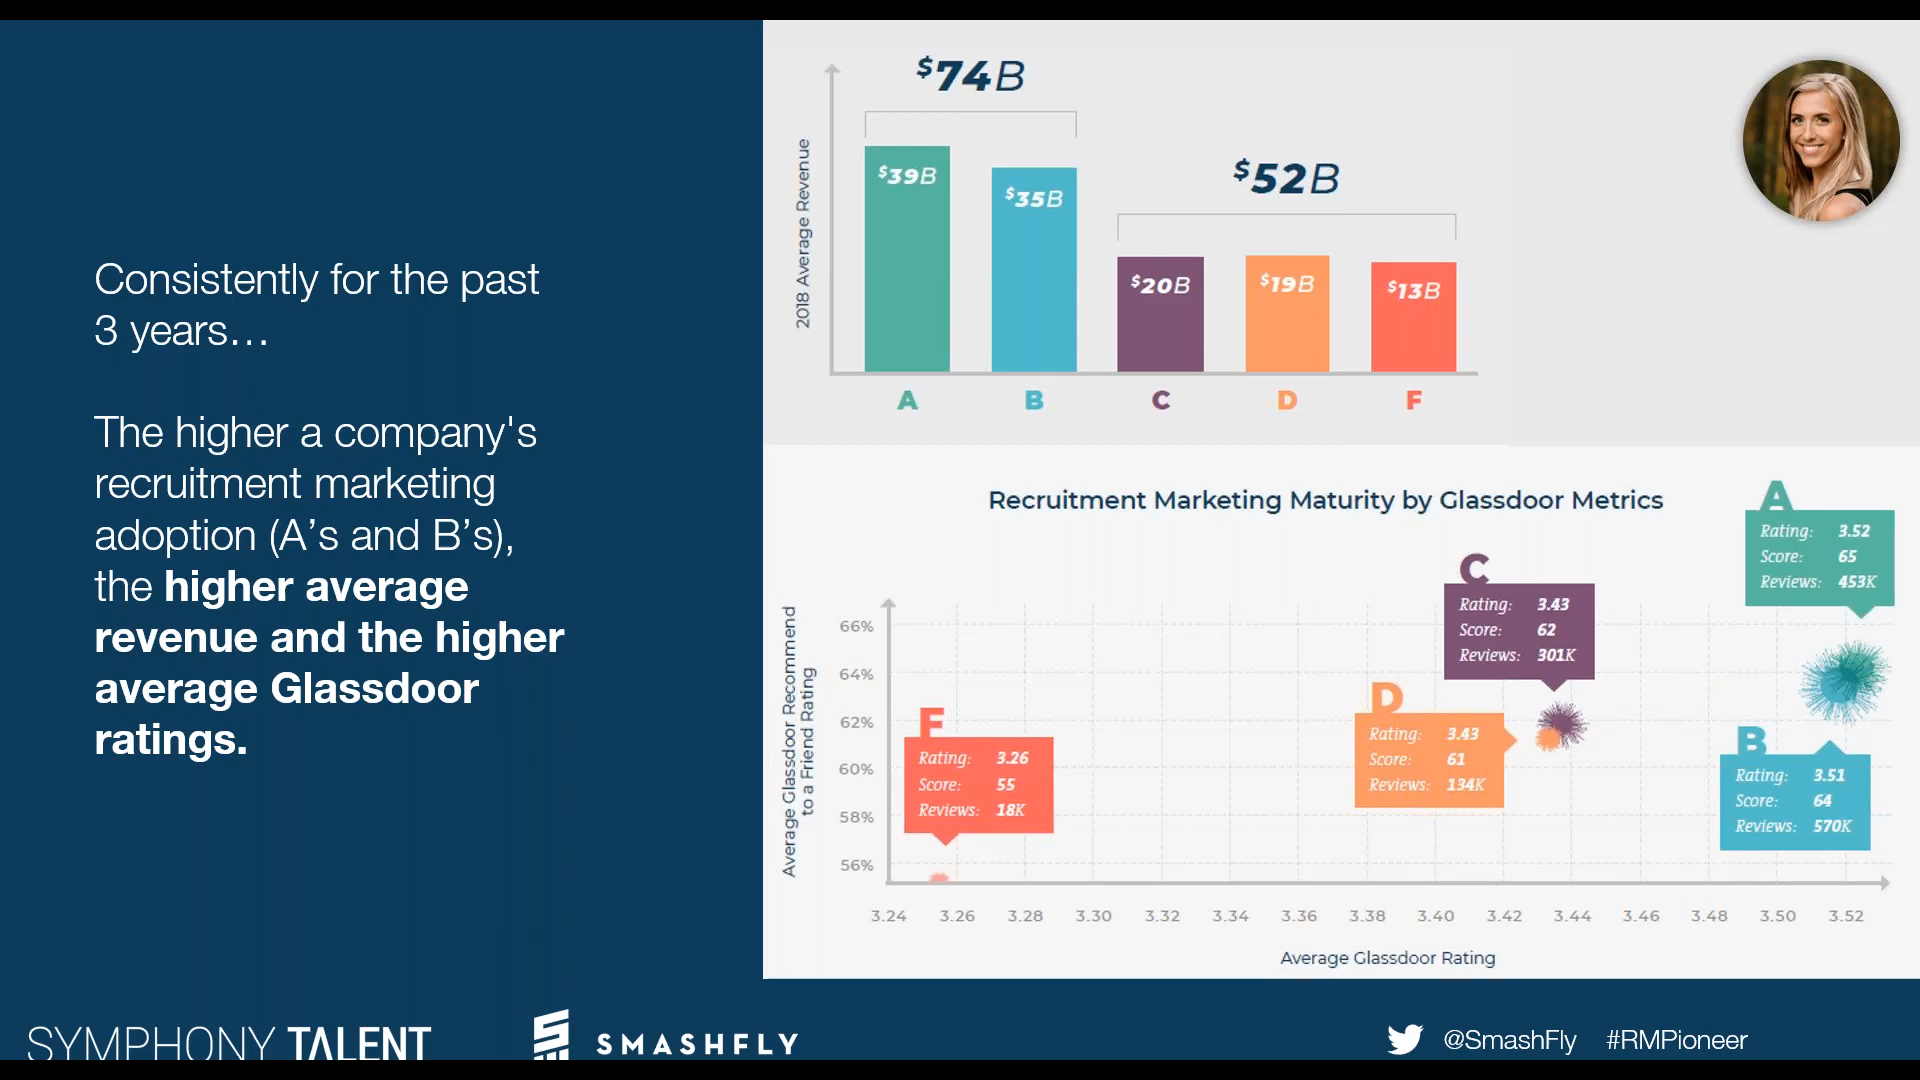 Consistently for the past
3 years…
The higher a company's
recruitment marketing
adoption (A’s and B’s),
the higher average
revenue and the higher
average Glassdoor
ratings.
2018 Average Revenue
$74B
$52B
$39B
$35B
$20B
$19B
$13B
A
B
C
D
F
Recruitment Marketing Maturity by Glassdoor Metrics
Average Glassdoor Recommend
to a Friend Rating
66%
64%
62%
60%
58%
56%
F
Rating: 3.26
Score: 55
Reviews: 18K
D
Rating: 3.43
Score: 61
Reviews: 134K
C
Rating: 3.43
Score: 62
Reviews: 301K
A
Rating: 3.52
Score: 65
Reviews: 453K
B
Rating: 3.51
Score: 64
Reviews: 570K
3.24 3.26 3.28 3.30 3.32 3.34 3.36 3.38 3.40 3.42 3.44 3.46 3.48 3.50 3.52
Average Glassdoor Rating
SYMPHONY TALENT
SMASHFLY
@SmashFly #RMPioneer